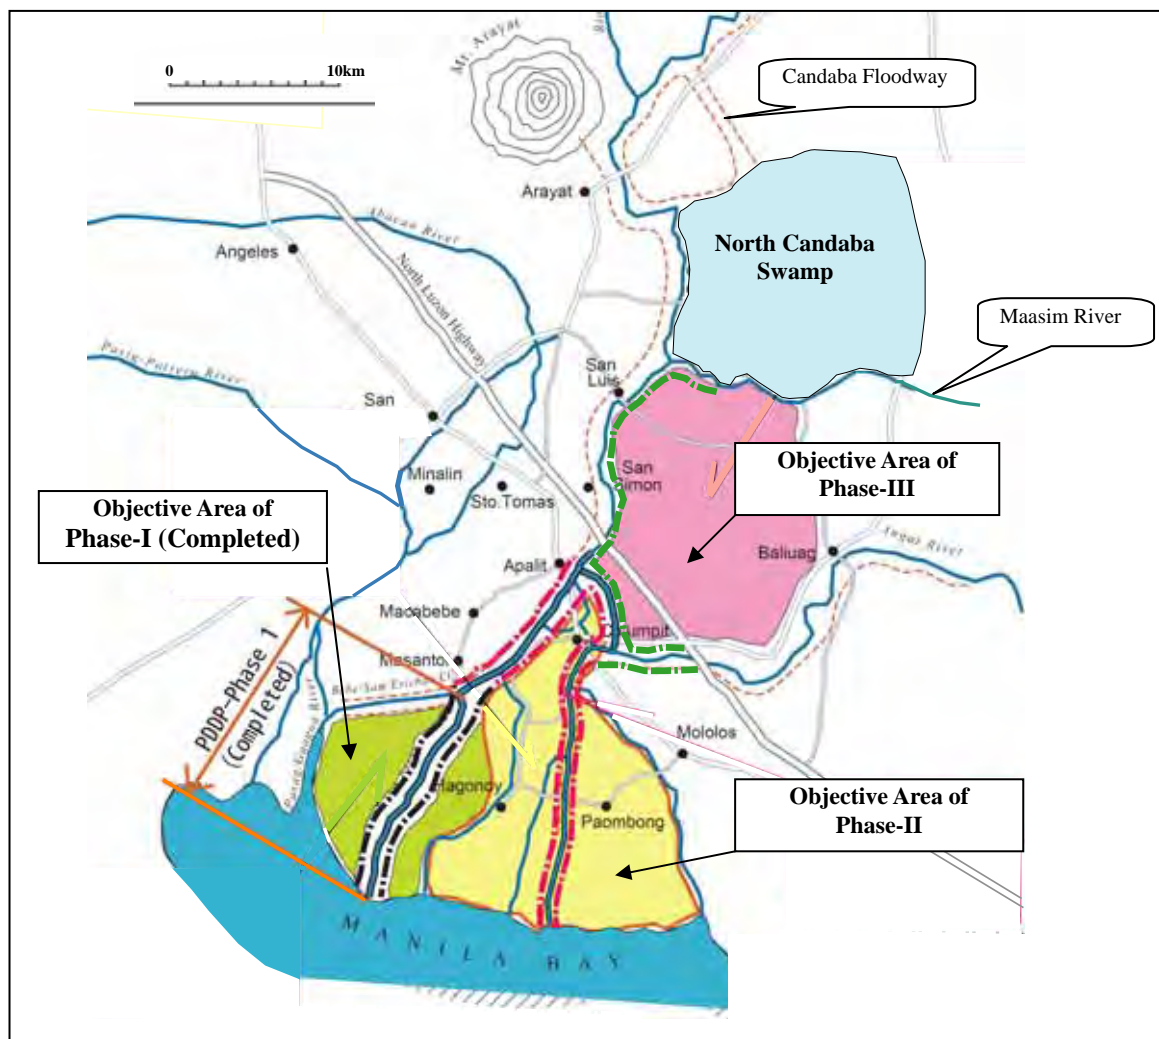 Mt. Arayat
0
10km
Candaba Floodway
Arayat
North Candaba
Swamp
Abacan River
Angeles
North Luzon Highway
Maasim River
Pasig-Potrero River
San
Luis
San
Objective Area of
Phase-III
San
Simon
Minalin
Sto.Tomas
Objective Area of
Phase-I (Completed)
Angat River
Baliuag
Apalit
Macabebe
Masantol
PDDP-Phase 1
(Completed)
Mololos
Hagonoy
Paombong
Objective Area of
Phase-II
MANILA BAY